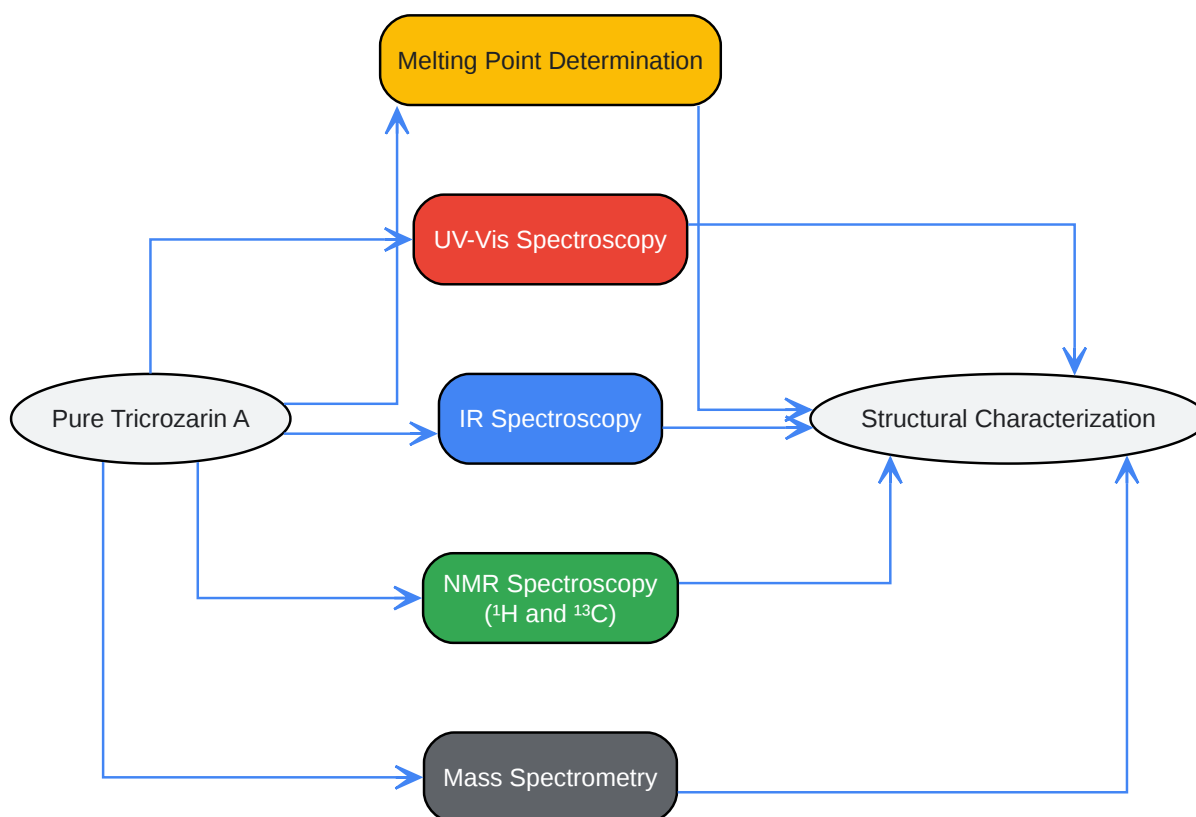 Melting Point Determination
UV-Vis Spectroscopy
Pure Tricrozarin A
IR Spectroscopy
Structural Characterization
NMR Spectroscopy
(¹H and ¹³C)
Mass Spectrometry